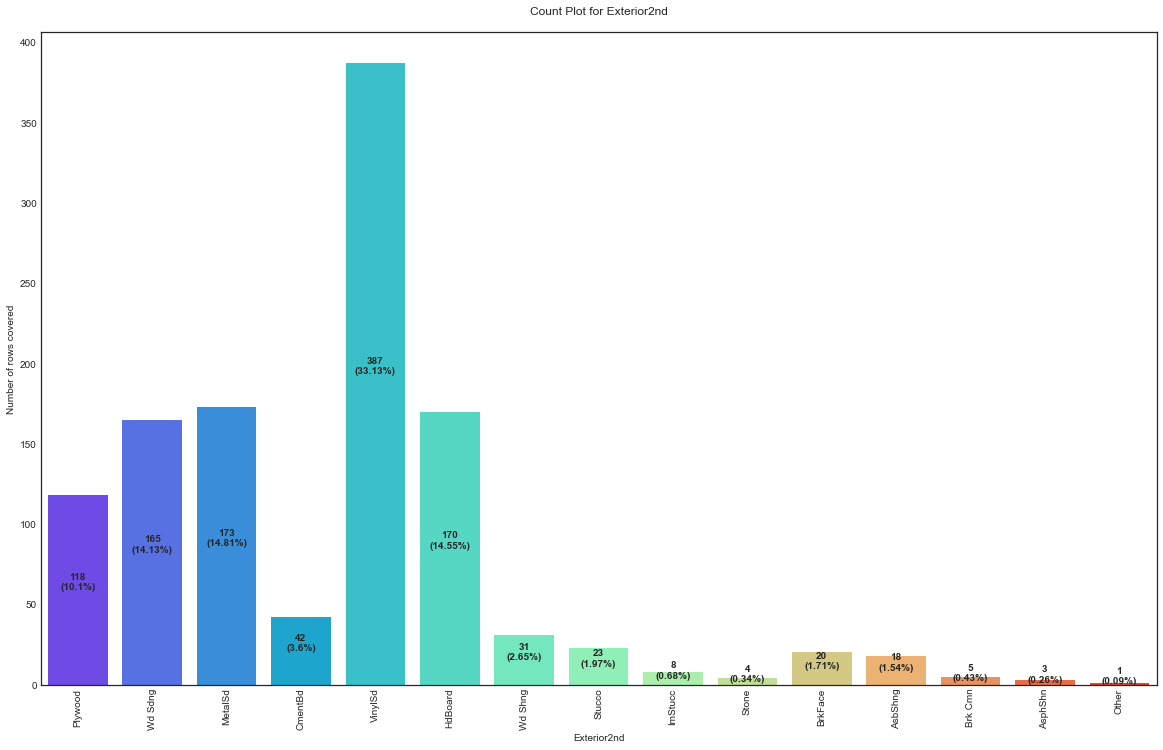 Count Plot for Exterior2nd
Number of rows covered
400
350
300
250
200
150
100
50
0
118
(10.1%)
165
(14.13%)
173
(14.81%)
42
(3.6%)
387
(33.13%)
170
(14.55%)
31
(2.65%)
23
(1.97%)
8
(0.68%)
4
(0.34%)
20
(1.71%)
18
(1.54%)
5
(0.43%)
3
(0.26%)
1
(0.09%)
Plywood
Wd Sdng
MetalSd
CmentBd
VinylSd
HdBoard
Wd Shng
Stucco
ImStucc
Stone
BrkFace
AsbShng
Brk Cmn
AsphShn
Other
Exterior2nd